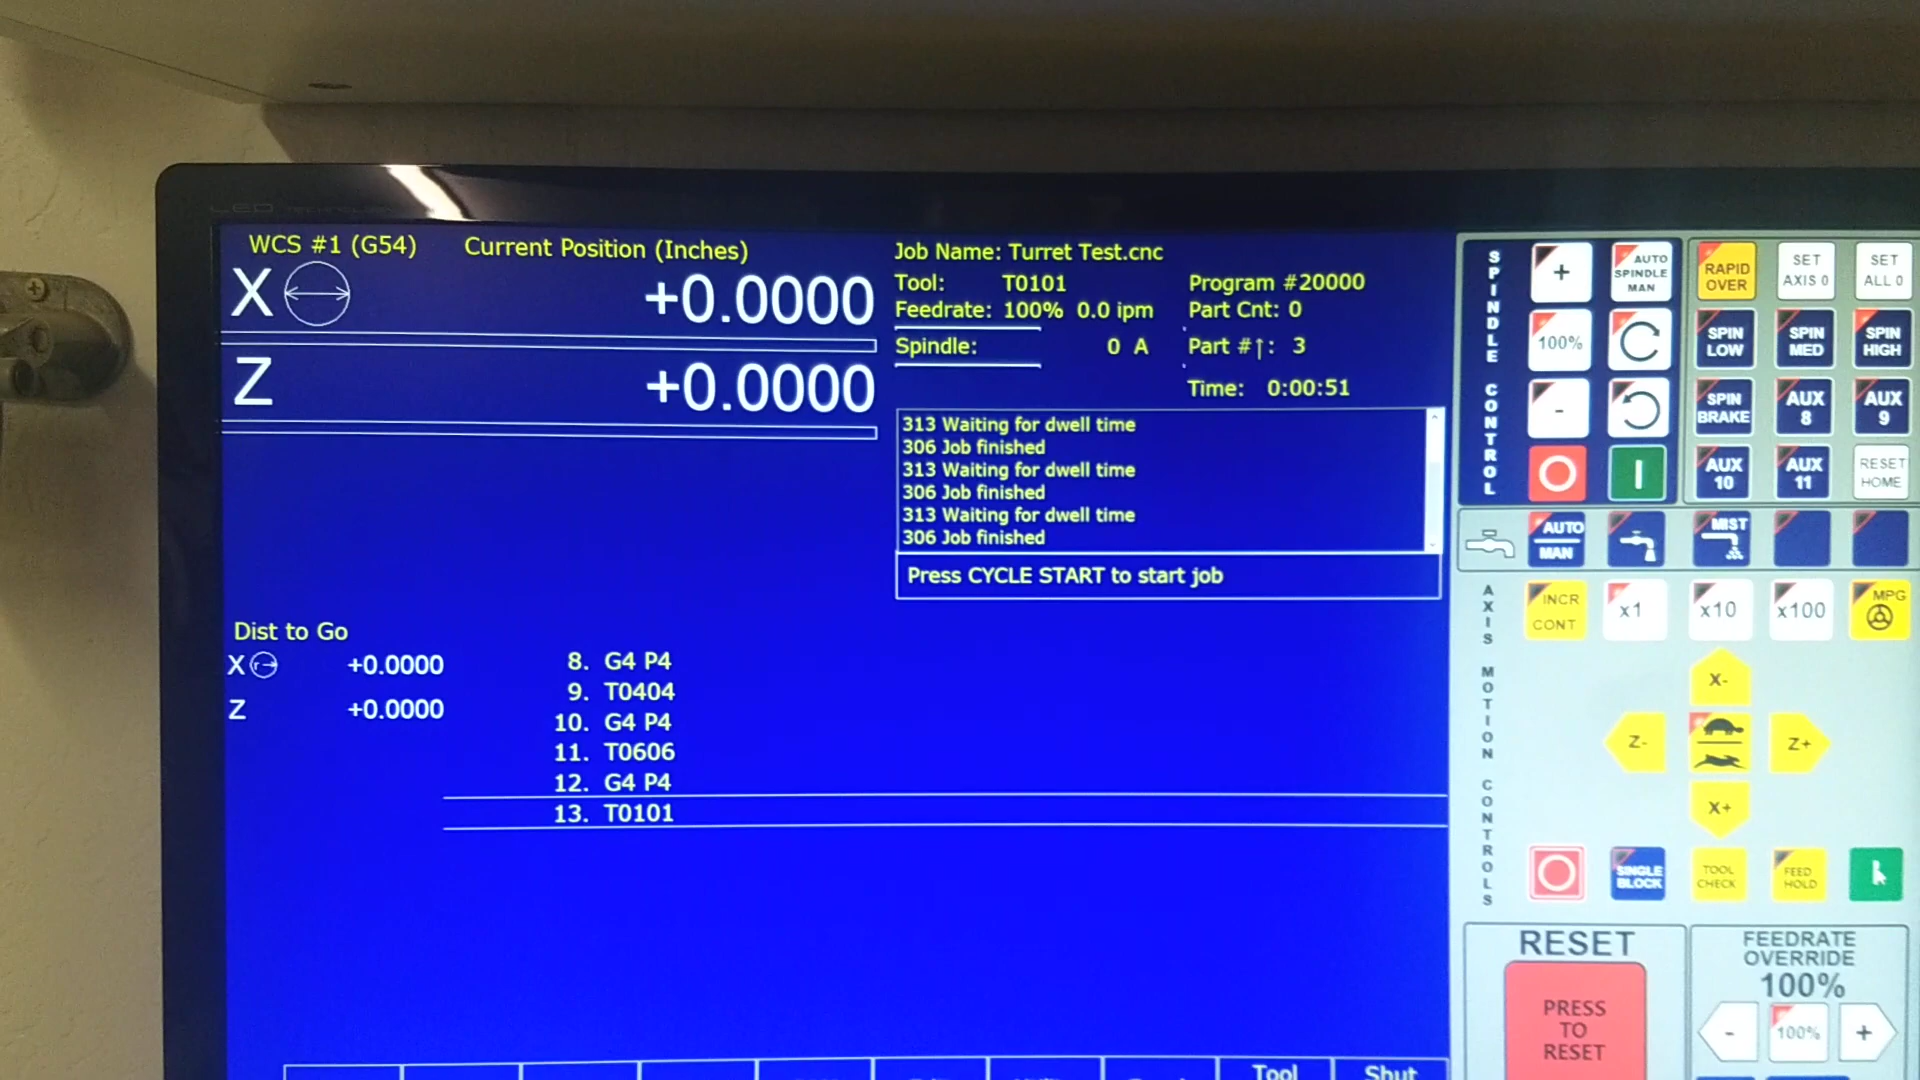 LED
WCS #1 (G54)
Current Position (Inches)
X +0.0000
Z +0.0000
Job Name: Turret Test.cnc
Tool: T0101
Program #20000
Feedrate: 100% 0.0 ipm
Part Cnt: 0
Spindle: 0 A
Part #↑: 3
Time: 0:00:51
313 Waiting for dwell time
306 Job finished
313 Waiting for dwell time
306 Job finished
313 Waiting for dwell time
306 Job finished
Press CYCLE START to start job
Dist to Go
X r +0.0000
Z +0.0000
8. G4 P4
9. T0404
10. G4 P4
11. T0606
12. G4 P4
13. T0101
Tool
Shut
SPINDLE CONTROL
+
AUTO
SPINDLE
MAN
100%
-
RAPID
OVER
SET
AXIS 0
SET
ALL 0
SPIN
LOW
SPIN
MED
SPIN
HIGH
SPIN
BRAKE
AUX
8
AUX
9
AUX
10
AUX
11
RESET
HOME
AUTO
MAN
MIST
AXIS MOTION CONTROLS
INCR
CONT
x1
x10
x100
MPG
X-
Z-
Z+
X+
SINGLE
BLOCK
TOOL
CHECK
FEED
HOLD
RESET
PRESS
TO
RESET
FEEDRATE
OVERRIDE
100%
-
100%
+